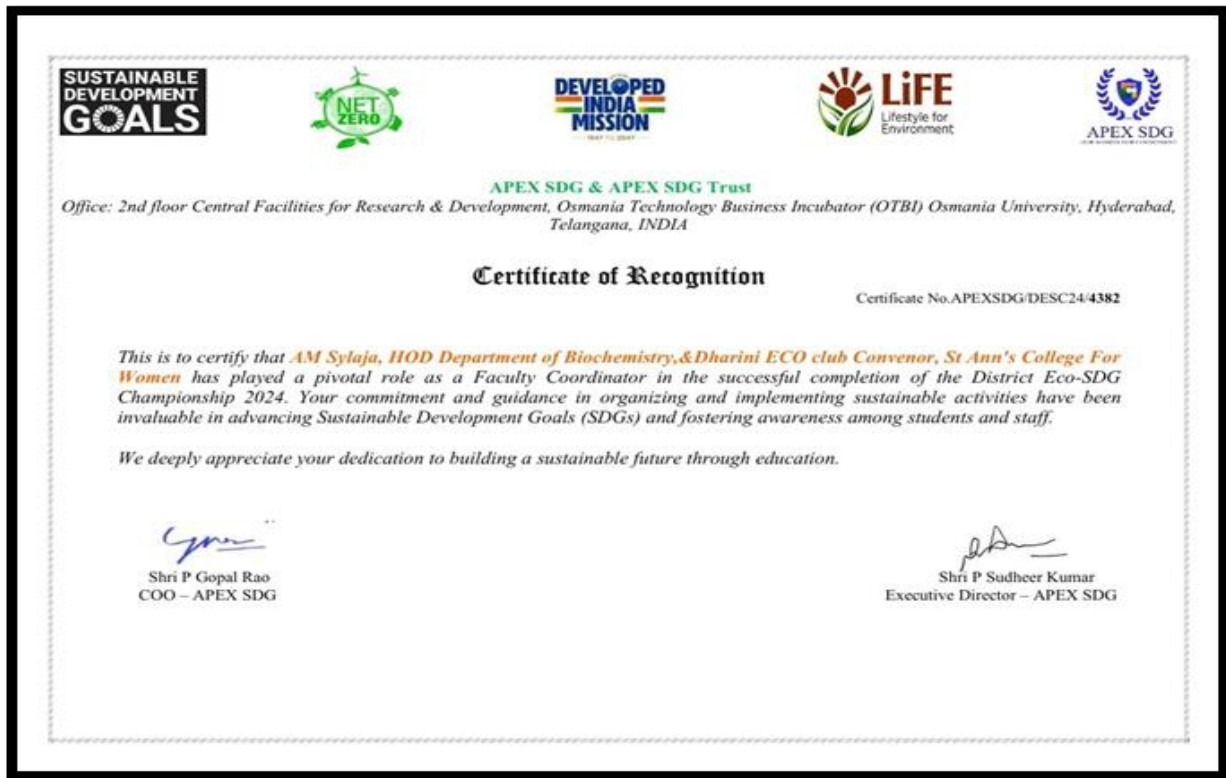 SUSTAINABLE
DEVELOPMENT
GOALS
NET
ZERO
DEVELOPED
INDIA
MISSION
LiFE
Lifestyle for
Environment
APEX SDG
APEX SDG & APEX SDG Trust
Office: 2nd floor Central Facilities for Research & Development, Osmania Technology Business Incubator (OTBI) Osmania University, Hyderabad,
Telangana, INDIA
Certificate of Recognition
Certificate No.APEXSDG/DESC24/4382
This is to certify that AM Sylaja, HOD Department of Biochemistry,&Dharini ECO club Convenor, St Ann's College For
Women has played a pivotal role as a Faculty Coordinator in the successful completion of the District Eco-SDG
Championship 2024. Your commitment and guidance in organizing and implementing sustainable activities have been
invaluable in advancing Sustainable Development Goals (SDGs) and fostering awareness among students and staff.
We deeply appreciate your dedication to building a sustainable future through education.
Shri P Gopal Rao
COO – APEX SDG
Shri P Sudheer Kumar
Executive Director – APEX SDG